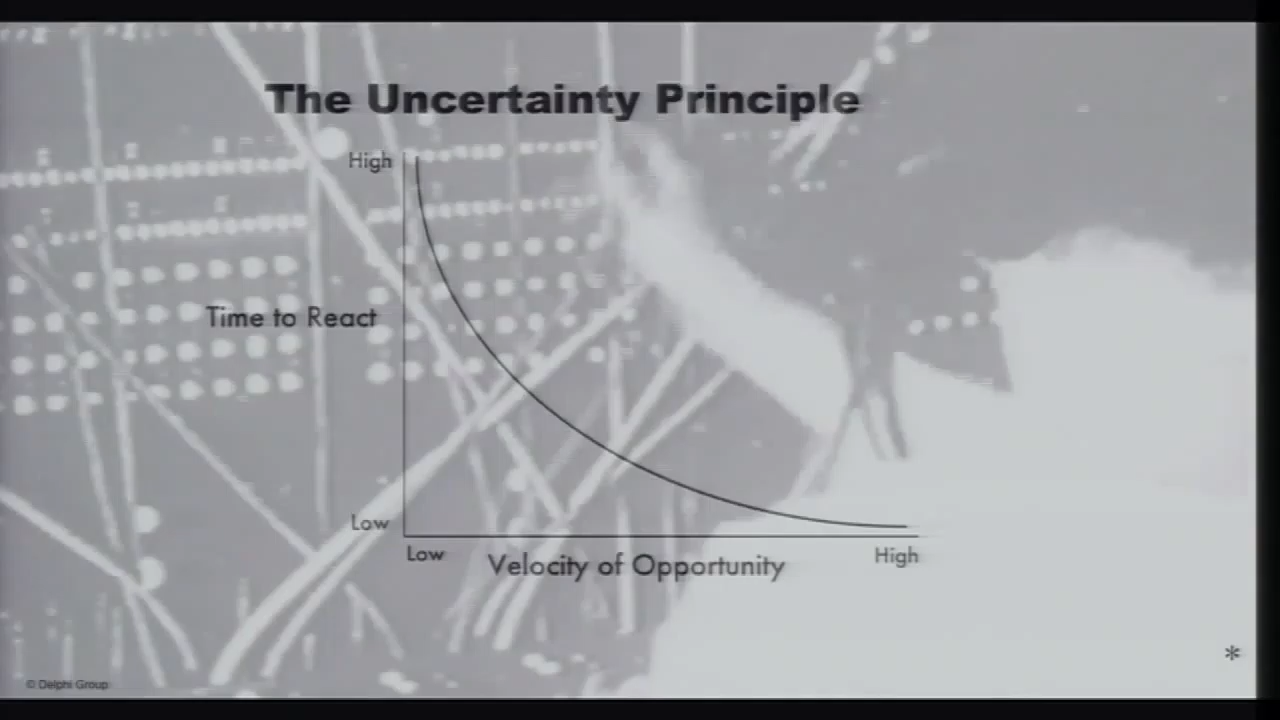 The Uncertainty Principle
High
Time to React
Low
Low
Velocity of Opportunity
High
*
© Delphi Group